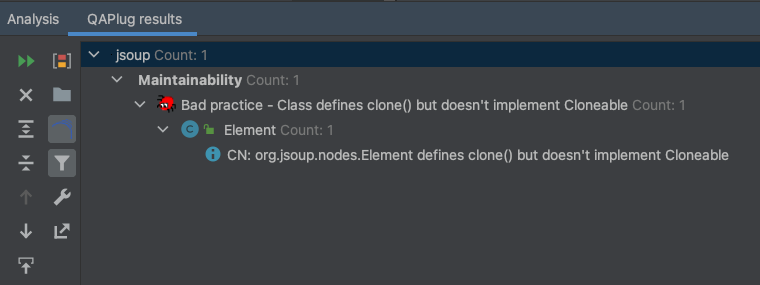 Analysis QAPlug results
jsoup Count: 1
Maintainability Count: 1
Bad practice - Class defines clone() but doesn't implement Cloneable Count: 1
C Element Count: 1
CN: org.jsoup.nodes.Element defines clone() but doesn't implement Cloneable